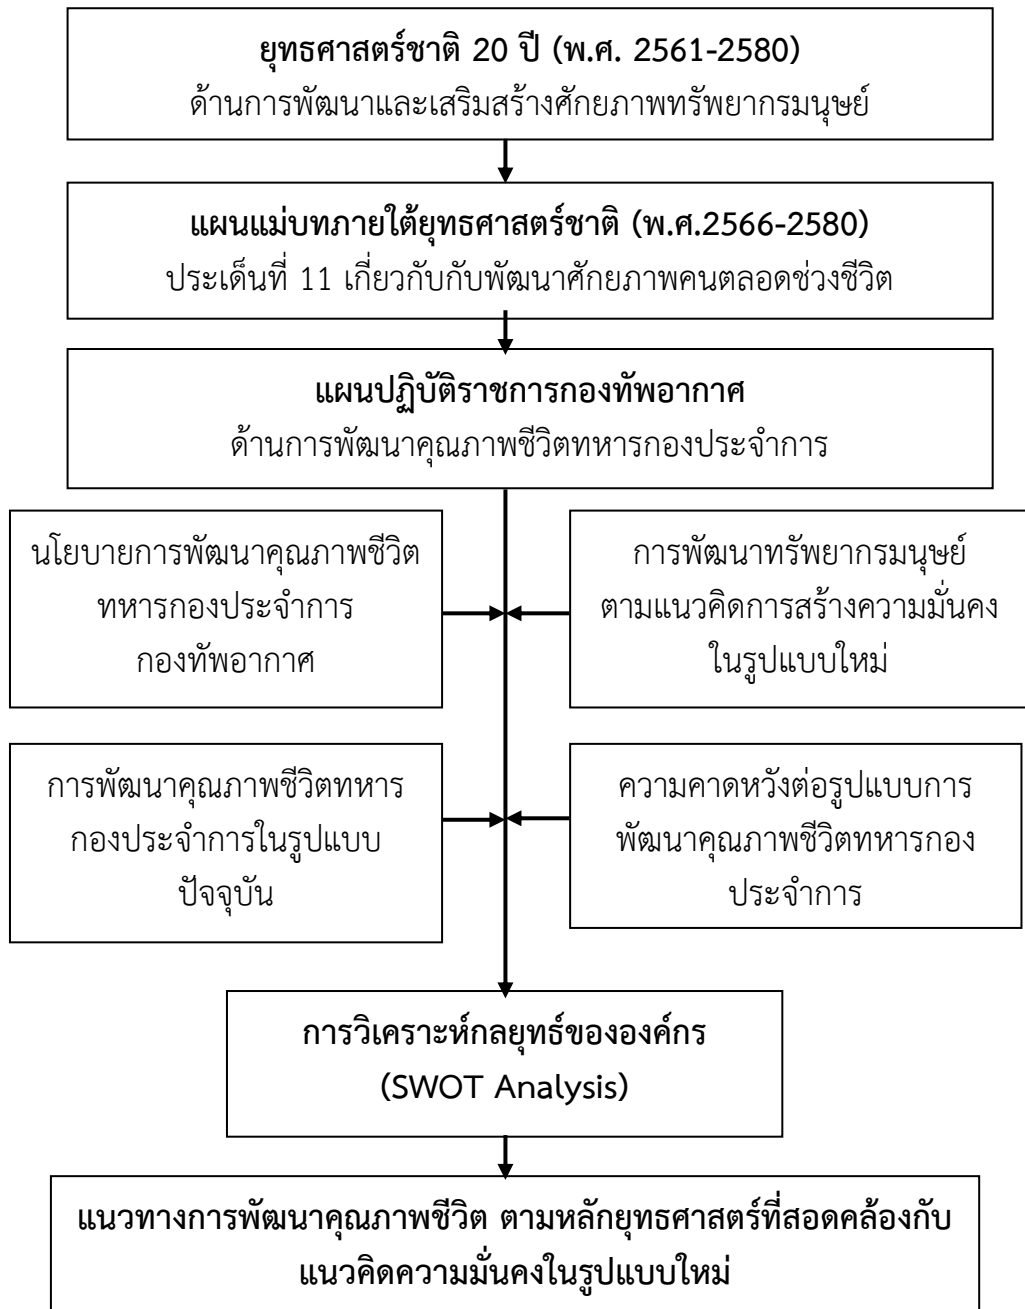 ยุทธศาสตร์ชาติ 20 ปี (พ.ศ. 2561-2580)
ด้านการพัฒนาและเสริมสร้างศักยภาพทรัพยากรมนุษย์
แผนแม่บทภายใต้ยุทธศาสตร์ชาติ (พ.ศ.2566-2580)
ประเด็นที่ 11 เกี่ยวกับกับพัฒนาศักยภาพคนตลอดช่วงชีวิต
แผนปฏิบัติราชการกองทัพอากาศ
ด้านการพัฒนาคุณภาพชีวิตทหารกองประจำการ
นโยบายการพัฒนาคุณภาพชีวิต
ทหารกองประจำการ
กองทัพอากาศ
การพัฒนาทรัพยากรมนุษย์
ตามแนวคิดการสร้างความมั่นคง
ในรูปแบบใหม่
การพัฒนาคุณภาพชีวิตทหาร
กองประจำการในรูปแบบ
ปัจจุบัน
ความคาดหวังต่อรูปแบบการ
พัฒนาคุณภาพชีวิตทหารกอง
ประจำการ
การวิเคราะห์กลยุทธ์ขององค์กร
(SWOT Analysis)
แนวทางการพัฒนาคุณภาพชีวิต ตามหลักยุทธศาสตร์ที่สอดคล้องกับ
แนวคิดความมั่นคงในรูปแบบใหม่